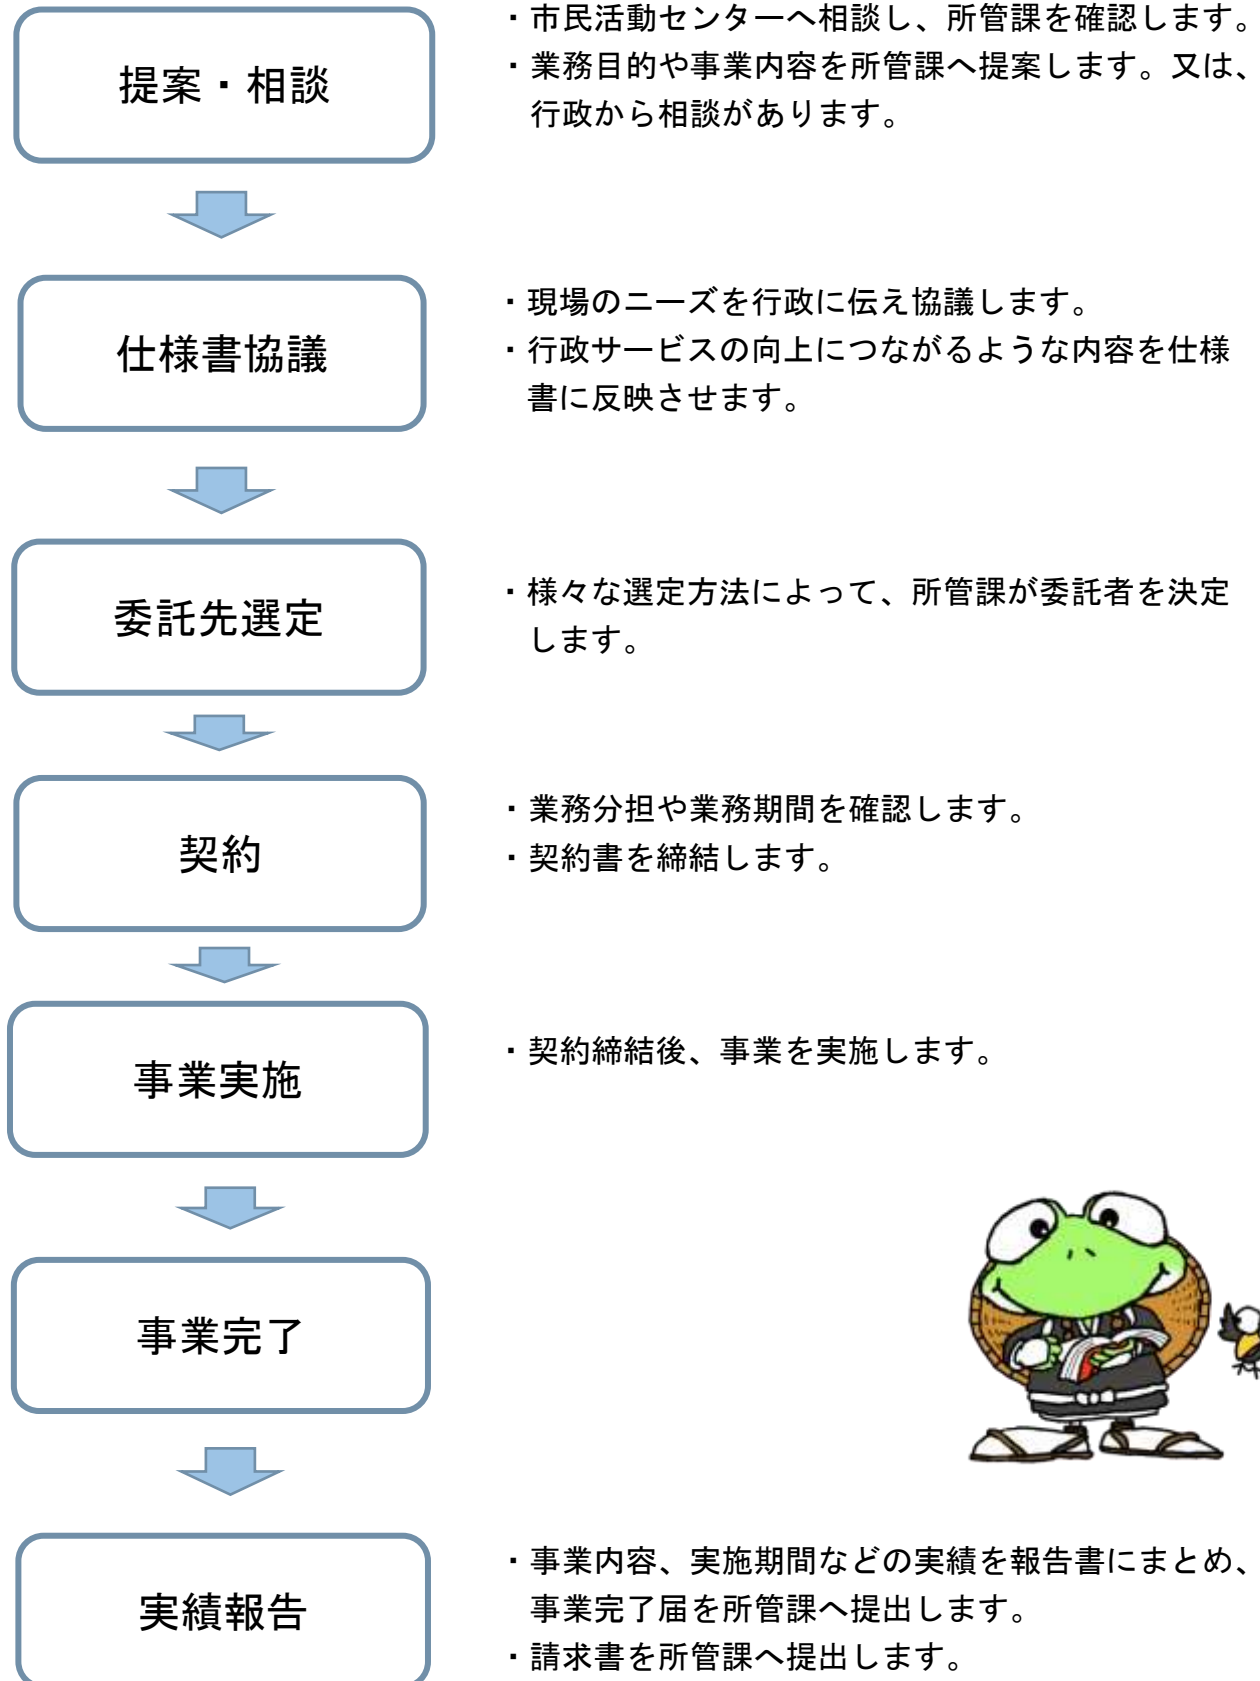 提案・相談
・市民活動センターへ相談し、所管課を確認します。
・業務目的や事業内容を所管課へ提案します。又は、
行政から相談があります。
仕様書協議
・現場のニーズを行政に伝え協議します。
・行政サービスの向上につながるような内容を仕様
書に反映させます。
委託先選定
・様々な選定方法によって、所管課が委託者を決定
します。
契約
・業務分担や業務期間を確認します。
・契約書を締結します。
事業実施
・契約締結後、事業を実施します。
事業完了
実績報告
・事業内容、実施期間などの実績を報告書にまとめ、
事業完了届を所管課へ提出します。
・請求書を所管課へ提出します。